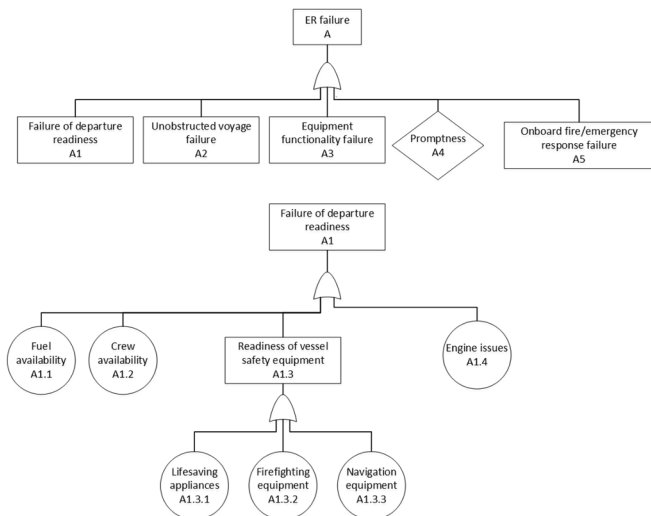 ER failure
A
Failure of departure
readiness
A1
Unobstructed voyage
failure
A2
Equipment
functionality failure
A3
Promptness
A4
Onboard fire/emergency
response failure
A5
Failure of departure
readiness
A1
Fuel
availability
A1.1
Crew
availability
A1.2
Readiness of vessel
safety equipment
A1.3
Engine issues
A1.4
Lifesaving
appliances
A1.3.1
Firefighting
equipment
A1.3.2
Navigation
equipment
A1.3.3